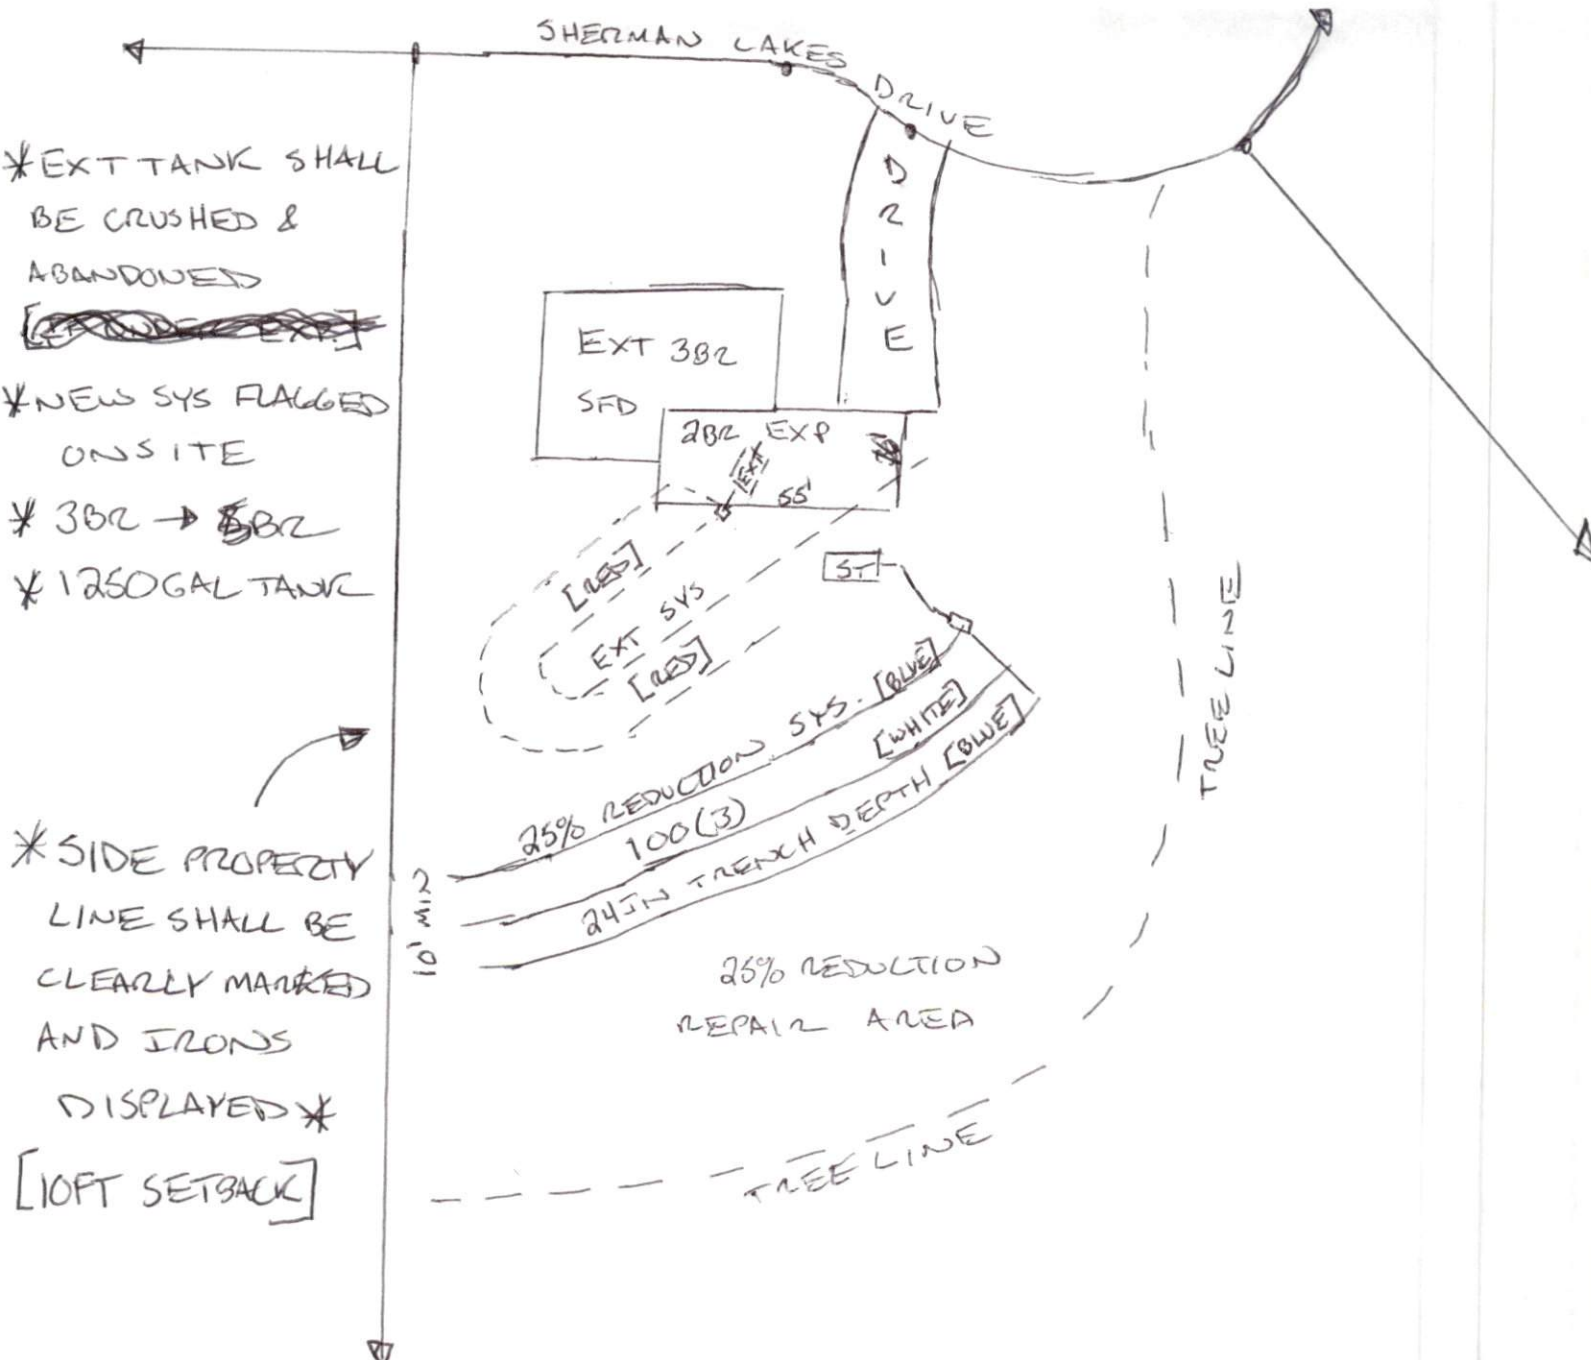 SHERMAN LAKES DRIVE
*EXT TANK SHALL
BE CRUSHED &
ABANDONED
*NEW SYS FLAGGED
ONSITE
* 3BR → 5BR
* 1250GAL TANK
*SIDE PROPERTY
LINE SHALL BE
CLEARLY MARKED
AND IRONS
DISPLAYED*
[10FT SETBACK]
DRIVE
EXT 3BR
SFD
2BR EXP
EXT
55'
ST
[RED]
EXT SYS
[RED]
25% REDUCTION SYS. [BLUE]
100(3) [WHITE]
24IN TRENCH DEPTH [BLUE]
10' MIN
25% REDUCTION
REPAIR AREA
TREE LINE
TREE LINE